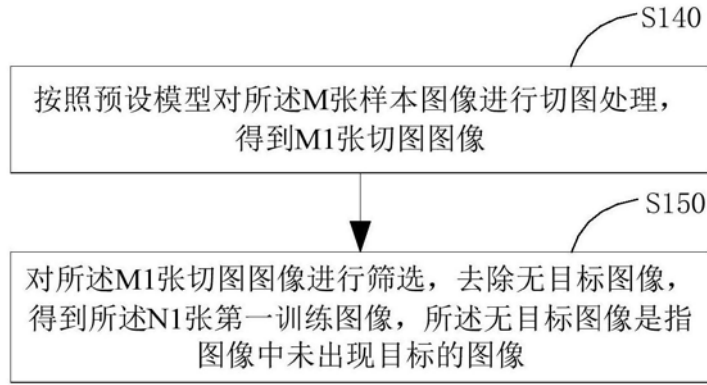 S140
按照预设模型对所述M张样本图像进行切图处理，
得到M1张切图图像
S150
对所述M1张切图图像进行筛选，去除无目标图像，
得到所述N1张第一训练图像，所述无目标图像是指
图像中未出现目标的图像